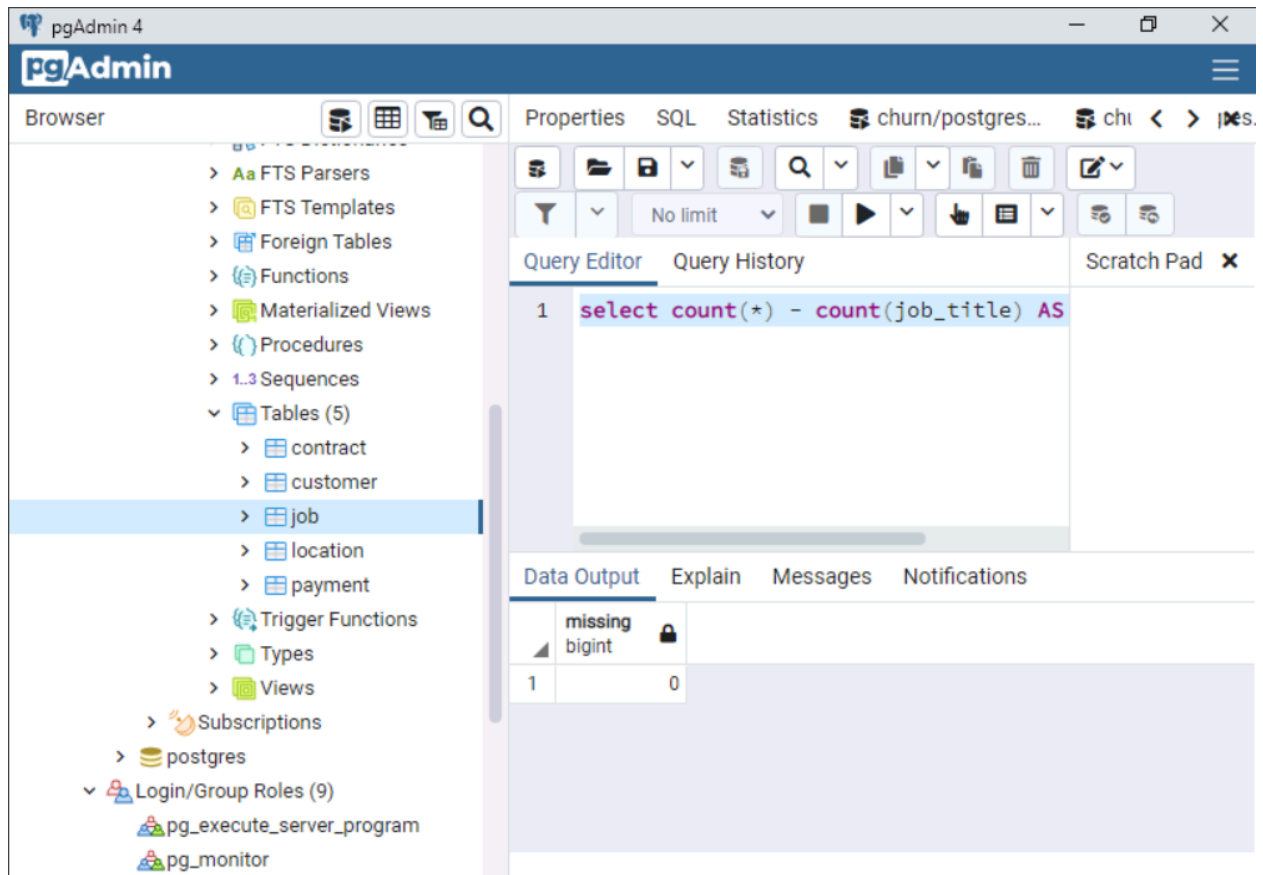 pgAdmin 4
pgAdmin
Browser
Properties SQL Statistics churn/postgres... chu
Aa FTS Parsers
FTS Templates
Foreign Tables
Functions
Materialized Views
Procedures
1..3 Sequences
Tables (5)
contract
customer
job
location
payment
Trigger Functions
Types
Views
Subscriptions
postgres
Login/Group Roles (9)
pg_execute_server_program
pg_monitor
No limit
Query Editor Query History Scratch Pad
1 select count(*) - count(job_title) AS
Data Output Explain Messages Notifications
missing
bigint
1 0